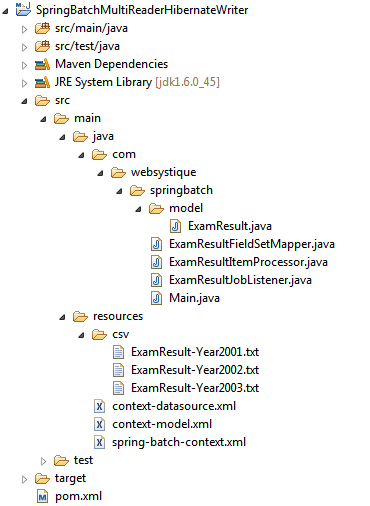 SpringBatchMultiReaderHibernateWriter
src/main/java
src/test/java
Maven Dependencies
JRE System Library [jdk1.6.0_45]
src
main
java
com
websystique
springbatch
model
ExamResult.java
ExamResultFieldSetMapper.java
ExamResultItemProcessor.java
ExamResultJobListener.java
Main.java
resources
csv
ExamResult-Year2001.txt
ExamResult-Year2002.txt
ExamResult-Year2003.txt
context-datasource.xml
context-model.xml
spring-batch-context.xml
test
target
pom.xml